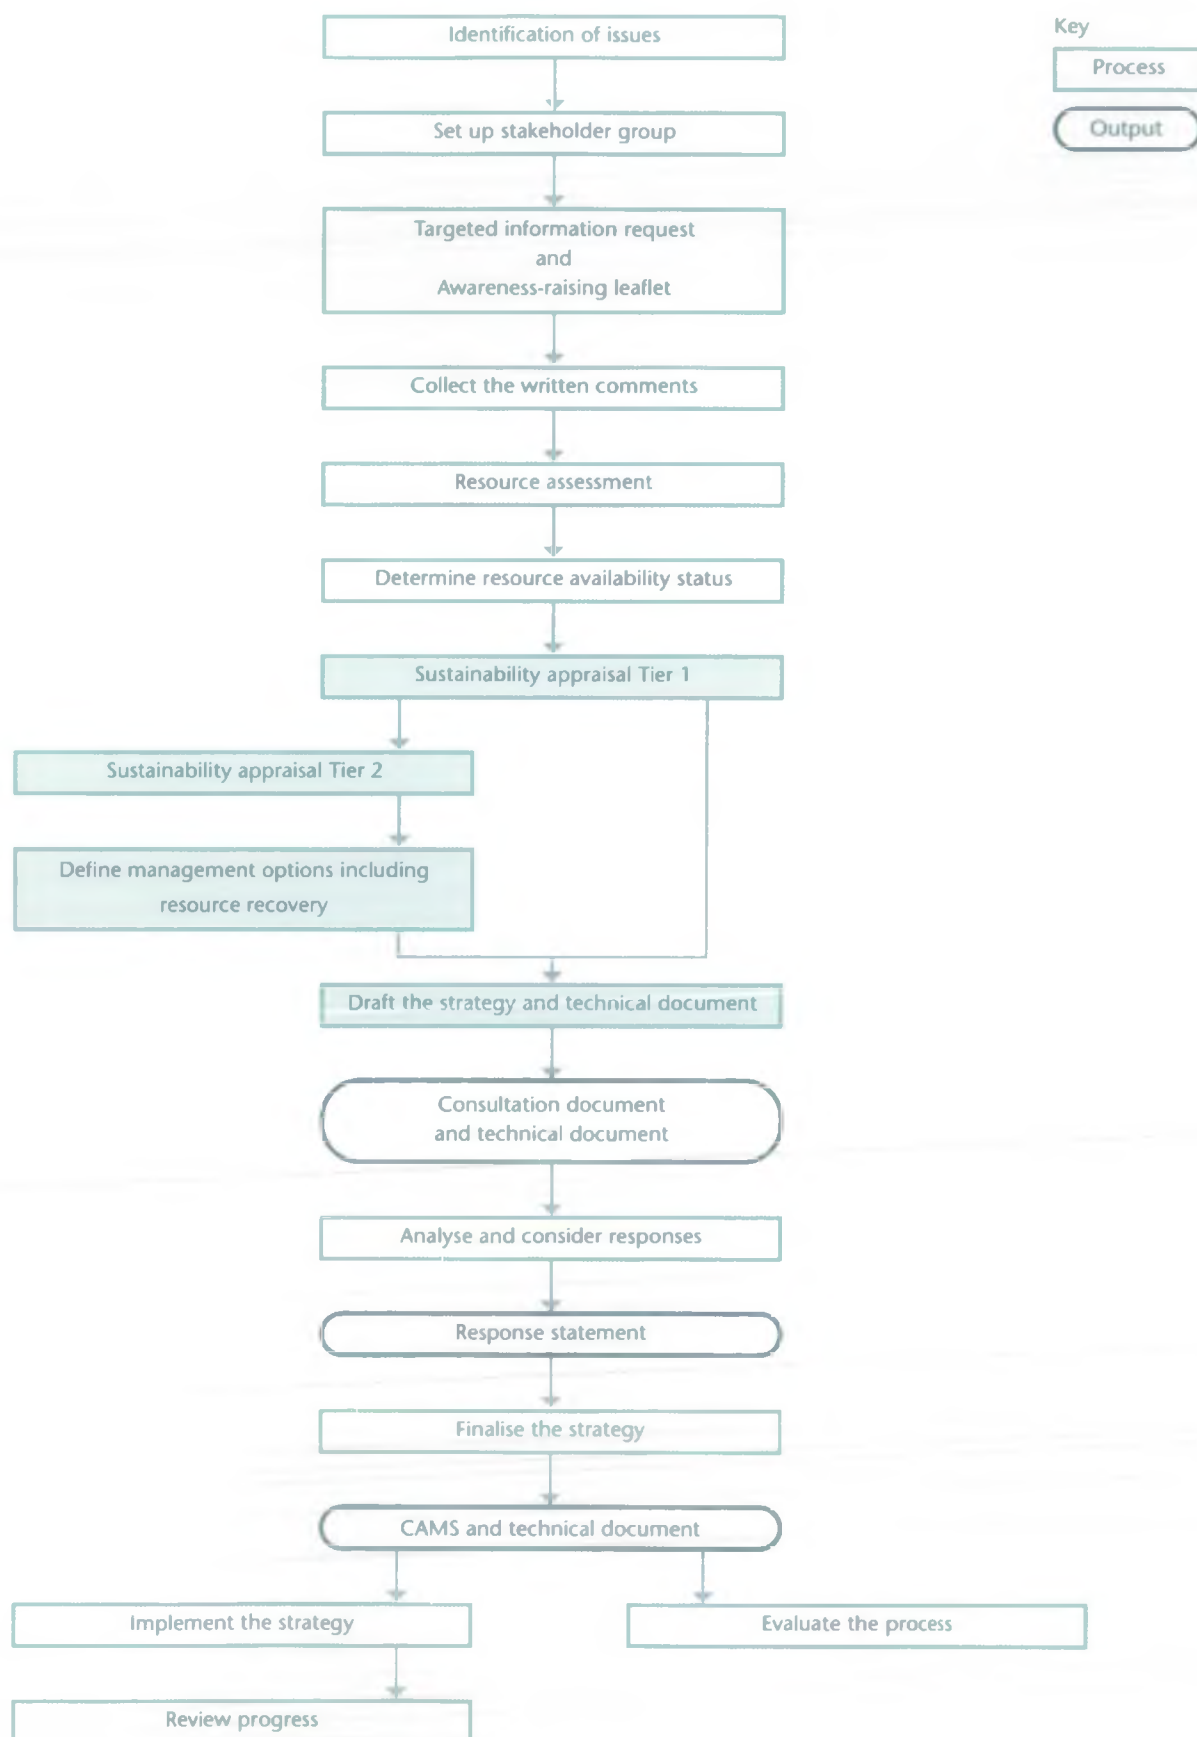 Identification of issues
Key
Process
Output
Set up stakeholder group
Targeted information request
and
Awareness-raising leaflet
Collect the written comments
Resource assessment
Determine resource availability status
Sustainability appraisal Tier 1
Sustainability appraisal Tier 2
Define management options including
resource recovery
Draft the strategy and technical document
Consultation document
and technical document
Analyse and consider responses
Response statement
Finalise the strategy
CAMS and technical document
Implement the strategy
Evaluate the process
Review progress